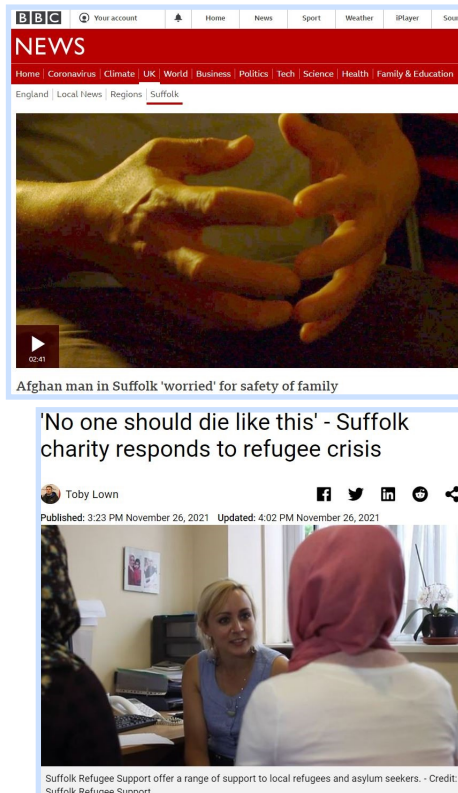 BBC Your account Home News Sport Weather iPlayer
NEWS
Home Coronavirus Climate UK World Business Politics Tech Science Health Family & Education
England Local News Regions Suffolk
02:41
Afghan man in Suffolk 'worried' for safety of family
'No one should die like this' - Suffolk
charity responds to refugee crisis
Toby Lown
Published: 3:23 PM November 26, 2021 Updated: 4:02 PM November 26, 2021
Suffolk Refugee Support offer a range of support to local refugees and asylum seekers. - Credit:
Suffolk Refugee Support